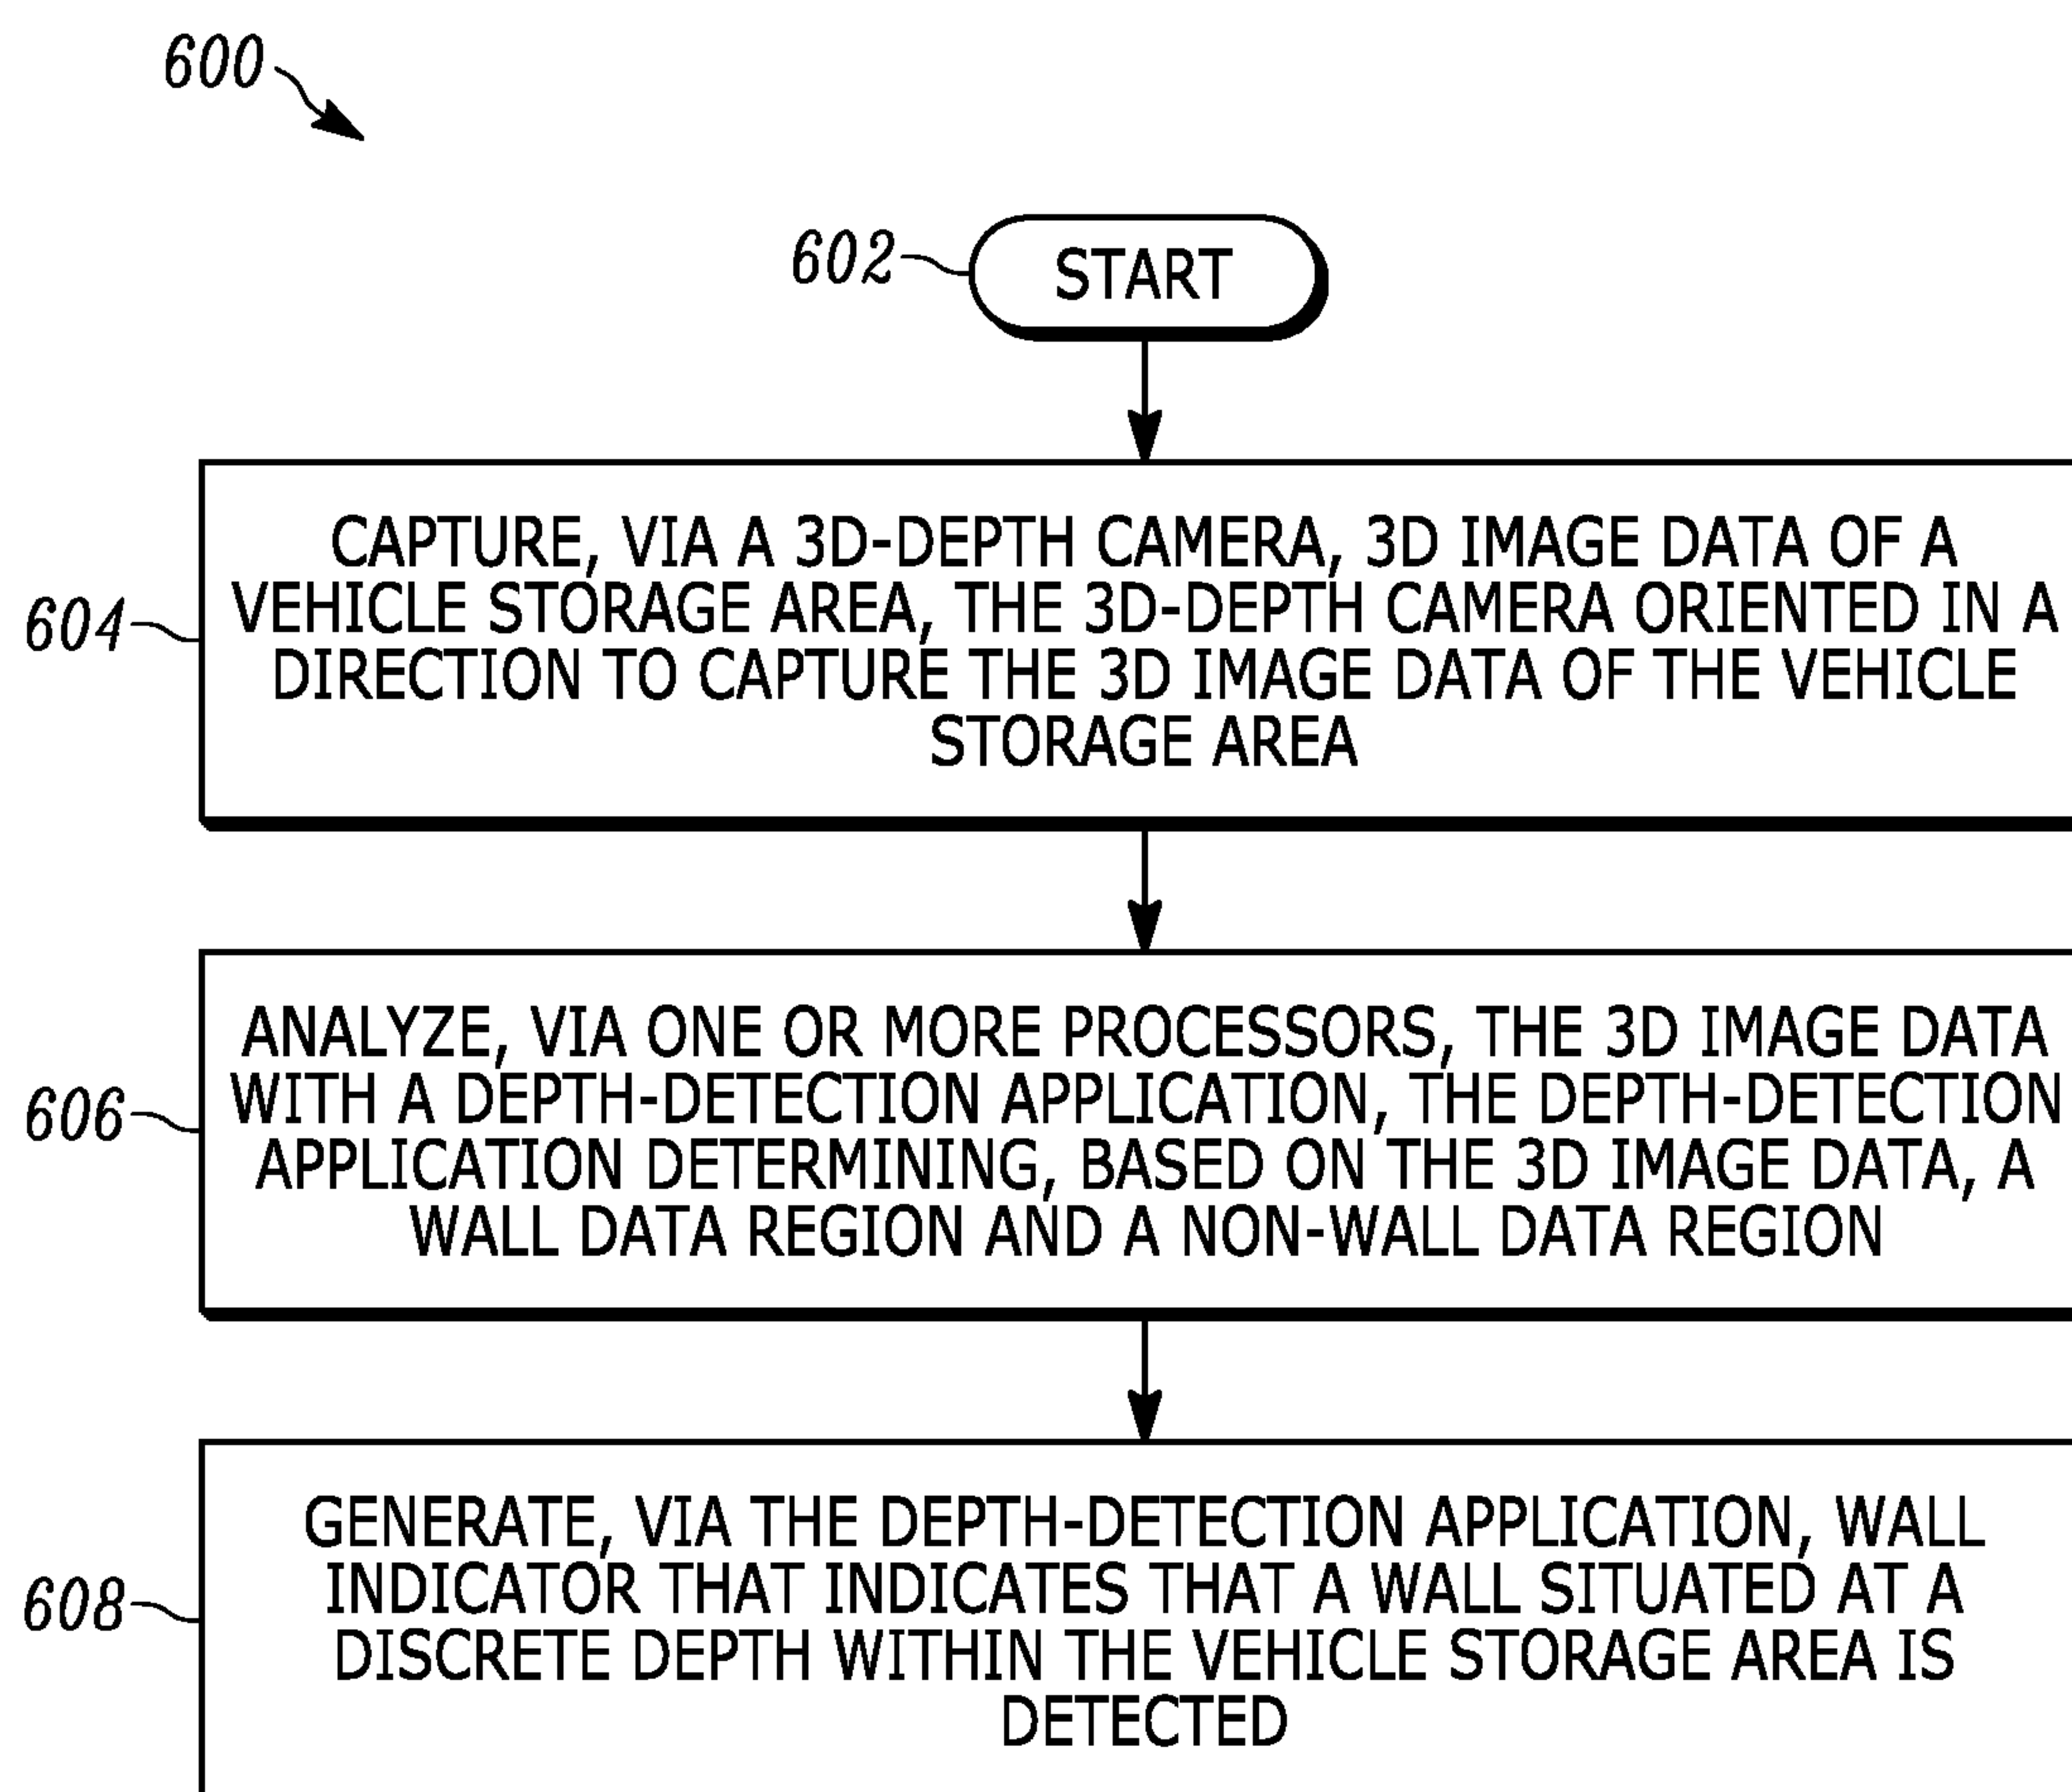 600
602
START
604
CAPTURE, VIA A 3D-DEPTH CAMERA, 3D IMAGE DATA OF A
VEHICLE STORAGE AREA, THE 3D-DEPTH CAMERA ORIENTED IN A
DIRECTION TO CAPTURE THE 3D IMAGE DATA OF THE VEHICLE
STORAGE AREA
606
ANALYZE, VIA ONE OR MORE PROCESSORS, THE 3D IMAGE DATA
WITH A DEPTH-DETECTION APPLICATION, THE DEPTH-DETECTION
APPLICATION DETERMINING, BASED ON THE 3D IMAGE DATA, A
WALL DATA REGION AND A NON-WALL DATA REGION
608
GENERATE, VIA THE DEPTH-DETECTION APPLICATION, WALL
INDICATOR THAT INDICATES THAT A WALL SITUATED AT A
DISCRETE DEPTH WITHIN THE VEHICLE STORAGE AREA IS
DETECTED